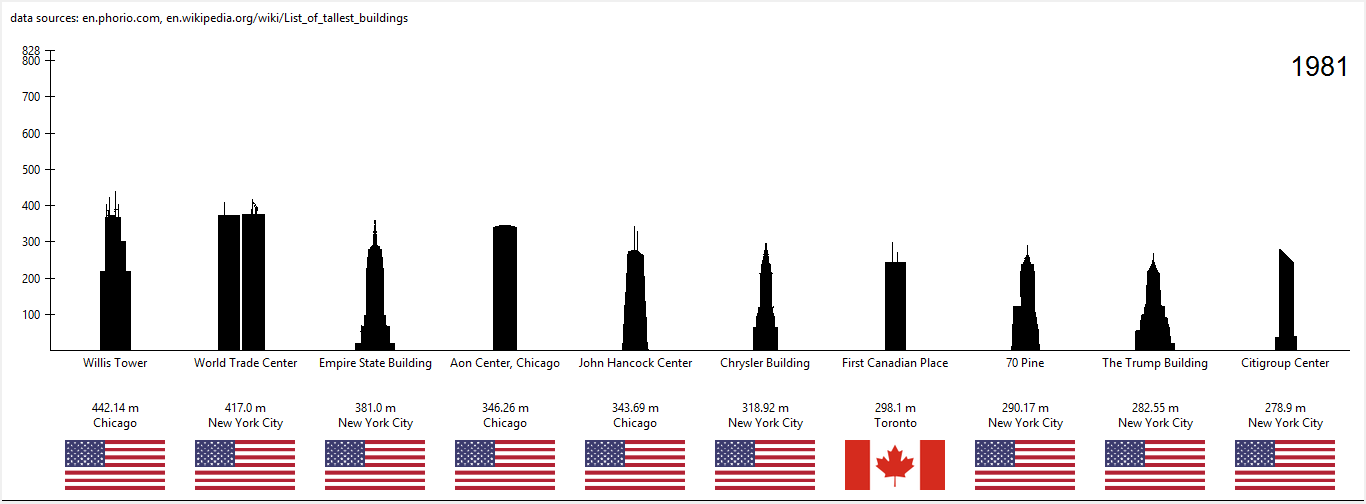 data sources: en.phorio.com, en.wikipedia.org/wiki/List_of_tallest_buildings
1981
828
800
700
600
500
400
300
200
100
Willis Tower World Trade Center Empire State Building Aon Center, Chicago John Hancock Center Chrysler Building First Canadian Place 70 Pine The Trump Building Citigroup Center
442.14 m 417.0 m 381.0 m 346.26 m 343.69 m 318.92 m 298.1 m 290.17 m 282.55 m 278.9 m
Chicago New York City New York City Chicago Chicago New York City Toronto New York City New York City New York City